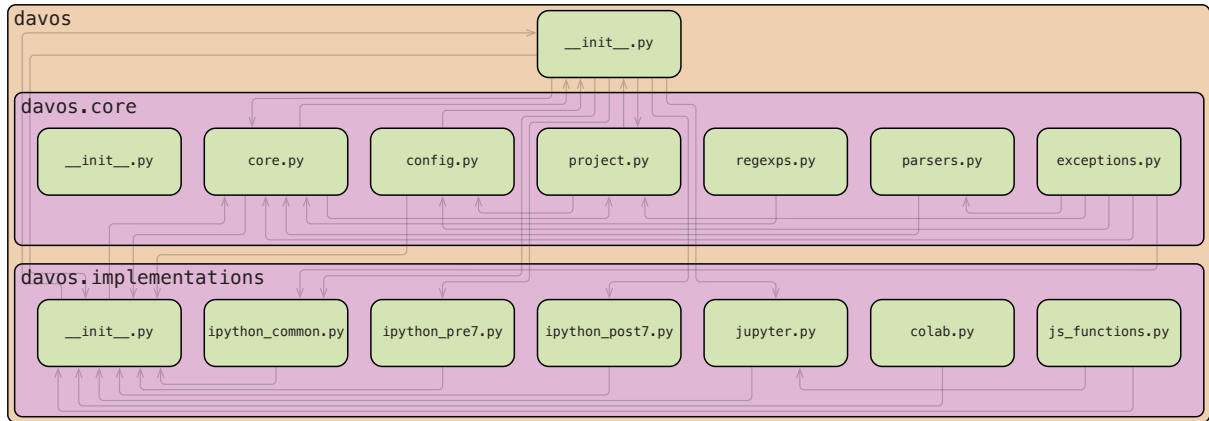 davos
__init__.py
davos.core
__init__.py
core.py
config.py
project.py
regexps.py
parsers.py
exceptions.py
davos.implementations
__init__.py
ipython_common.py
ipython_pre7.py
ipython_post7.py
jupyter.py
colab.py
js_functions.py